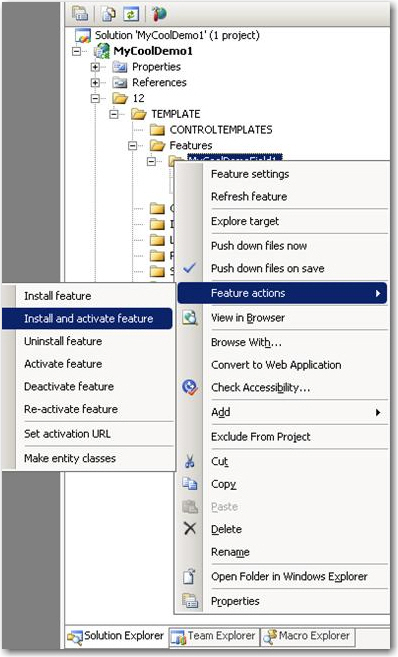 Solution 'MyCoolDemo1' (1 project)
MyCoolDemo1
Properties
References
12
TEMPLATE
CONTROLTEMPLATES
Features
MyCoolDemoField1
Feature settings
Refresh feature
Explore target
Push down files now
Push down files on save
Feature actions
View in Browser
Browse With...
Convert to Web Application
Check Accessibility...
Add
Exclude From Project
Cut
Copy
Paste
Delete
Rename
Open Folder in Windows Explorer
Properties
Install feature
Install and activate feature
Uninstall feature
Activate feature
Deactivate feature
Re-activate feature
Set activation URL
Make entity classes
Solution Explorer
Team Explorer
Macro Explorer